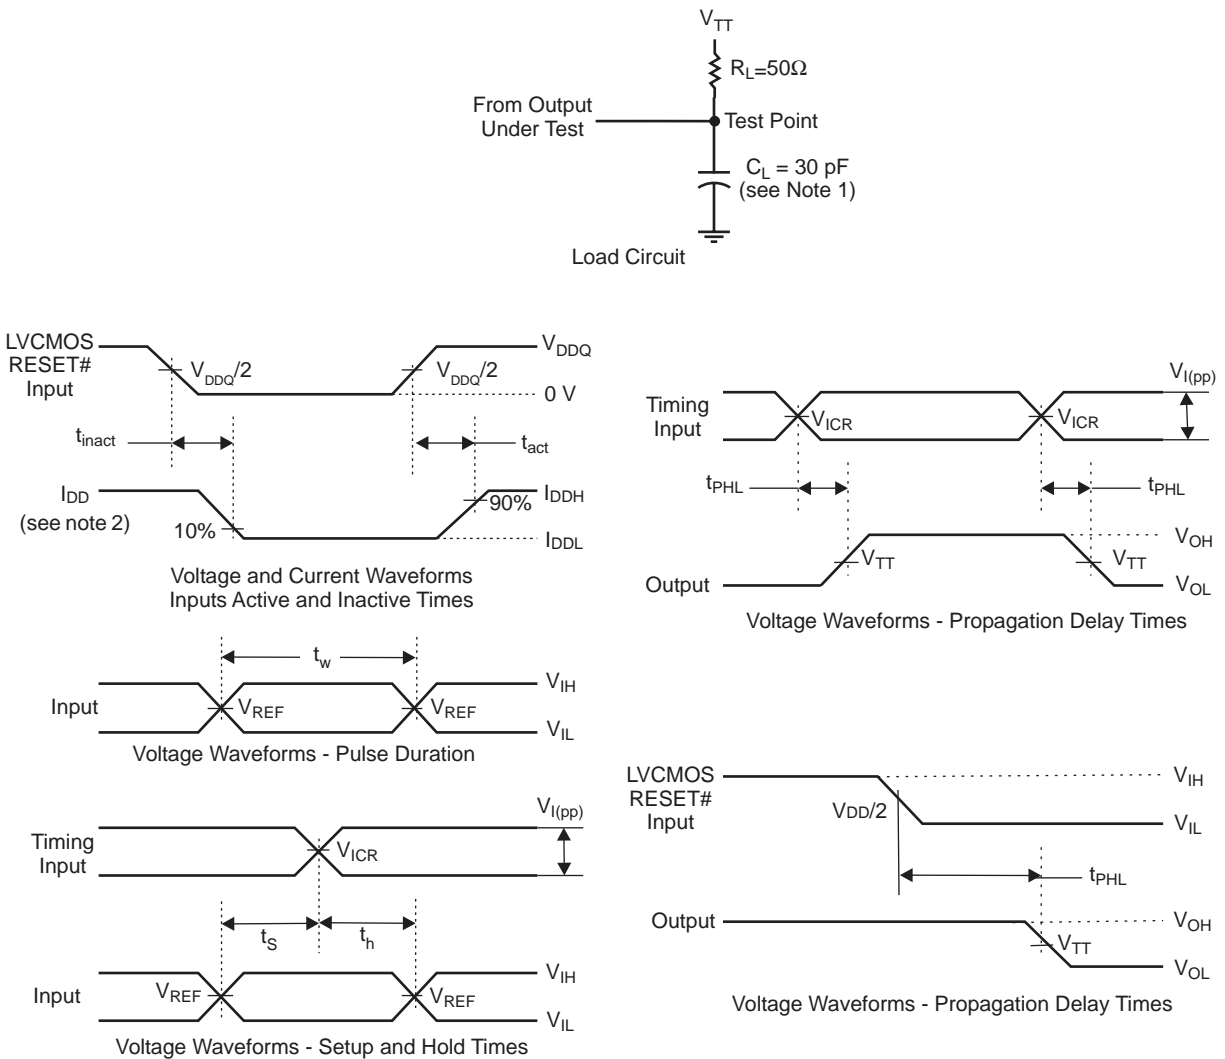 V_TT
R_L=50Ω
From Output
Under Test
Test Point
C_L = 30 pF
(see Note 1)
Load Circuit
LVCMOS
RESET#
Input
V_DDQ/2
V_DDQ/2
V_DDQ
0 V
t_inact
t_act
I_DD
(see note 2)
10%
90%
I_DDH
I_DDL
Voltage and Current Waveforms
Inputs Active and Inactive Times
t_w
Input
V_REF
V_REF
V_IH
V_IL
Voltage Waveforms - Pulse Duration
Timing
Input
V_ICR
V_I(pp)
t_S
t_h
Input
V_REF
V_REF
V_IH
V_IL
Voltage Waveforms - Setup and Hold Times
Timing
Input
V_ICR
V_ICR
V_I(pp)
t_PHL
t_PHL
Output
V_TT
V_TT
V_OH
V_OL
Voltage Waveforms - Propagation Delay Times
LVCMOS
RESET#
Input
V_DD/2
V_IH
V_IL
t_PHL
Output
V_TT
V_OH
V_OL
Voltage Waveforms - Propagation Delay Times